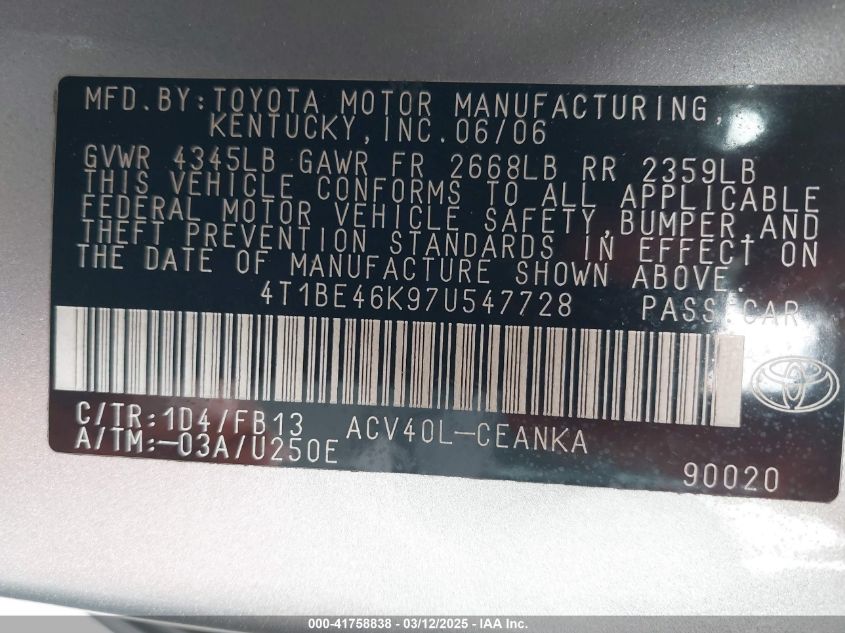 MFD.BY:TOYOTA MOTOR MANUFACTURING,
KENTUCKY,INC.06/06
GVWR 4345LB GAWR FR 2668LB RR 2359LB
THIS VEHICLE CONFORMS TO ALL APPLICABLE
FEDERAL MOTOR VEHICLE SAFETY,BUMPER,AND
THEFT PREVENTION STANDARDS IN EFFECT ON
THE DATE OF MANUFACTURE SHOWN ABOVE.
4T1BE46K97U547728 PASS.CAR
C/TR:1D4/FB13 ACV40L-CEANKA
A/TM:-03A/U250E
90020
000-41758838 - 03/12/2025 - IAA Inc.